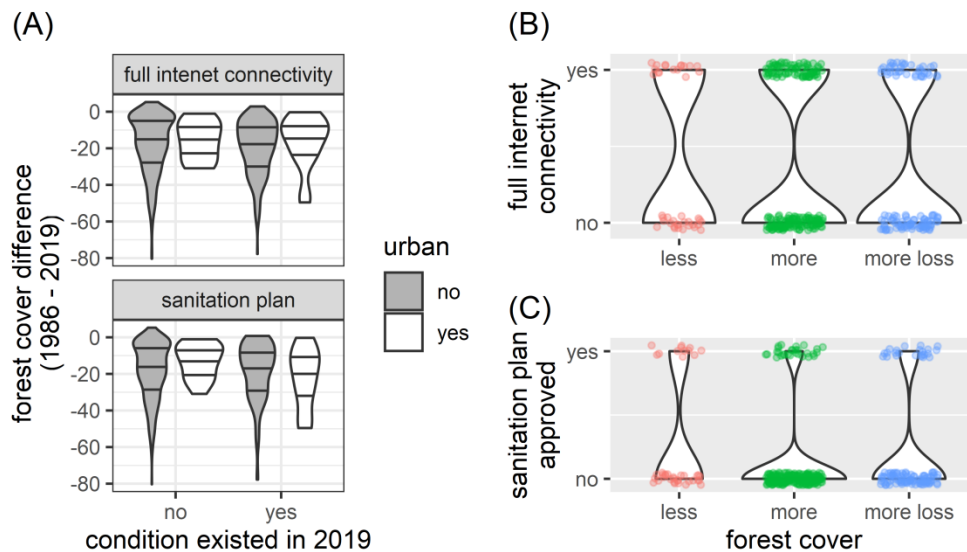 (A)
full intenet connectivity
0
-20
-40
-60
-80
sanitation plan
0
-20
-40
-60
-80
no
yes
condition existed in 2019
forest cover difference
(1986 - 2019)
urban
no
yes
(B)
full internet
connectivity
yes
no
less
more
more loss
(C)
sanitation plan
approved
yes
no
less
more
more loss
forest cover